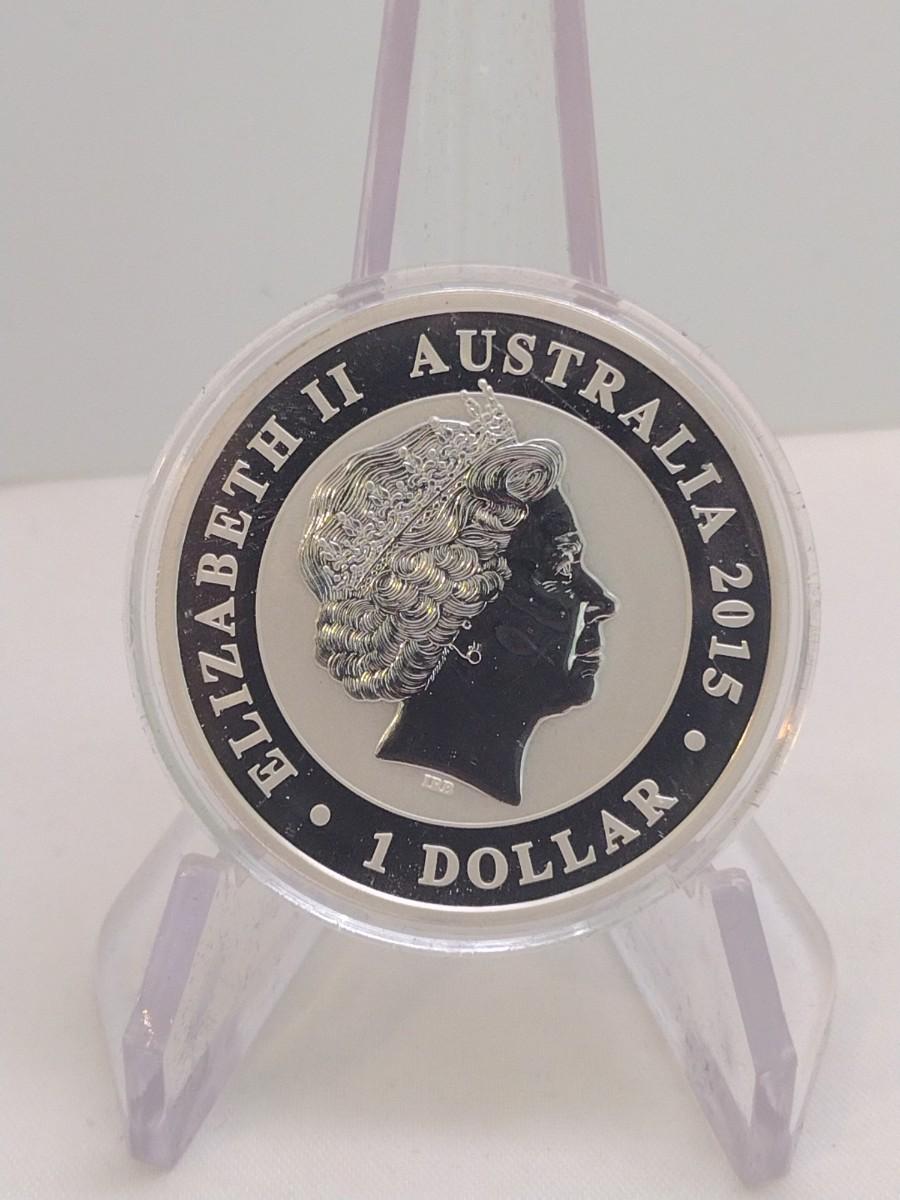 ELIZABETH II AUSTRALIA 2015
1 DOLLAR
IRB